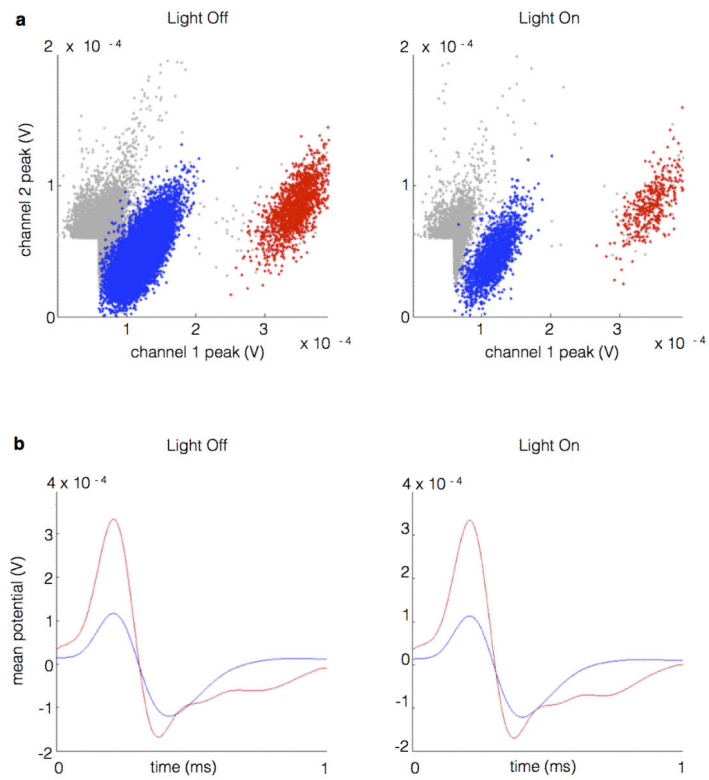 a
Light Off
Light On
2 x 10 -4
channel 2 peak (V)
1
0
1 2 3
x 10 -4
channel 1 peak (V)
2 x 10 -4
1
0
1 2 3
x 10 -4
channel 1 peak (V)
b
Light Off
Light On
4 x 10 -4
mean potential (V)
3
2
1
0
-1
-2
0 time (ms) 1
4 x 10 -4
3
2
1
0
-1
-2
0 time (ms) 1